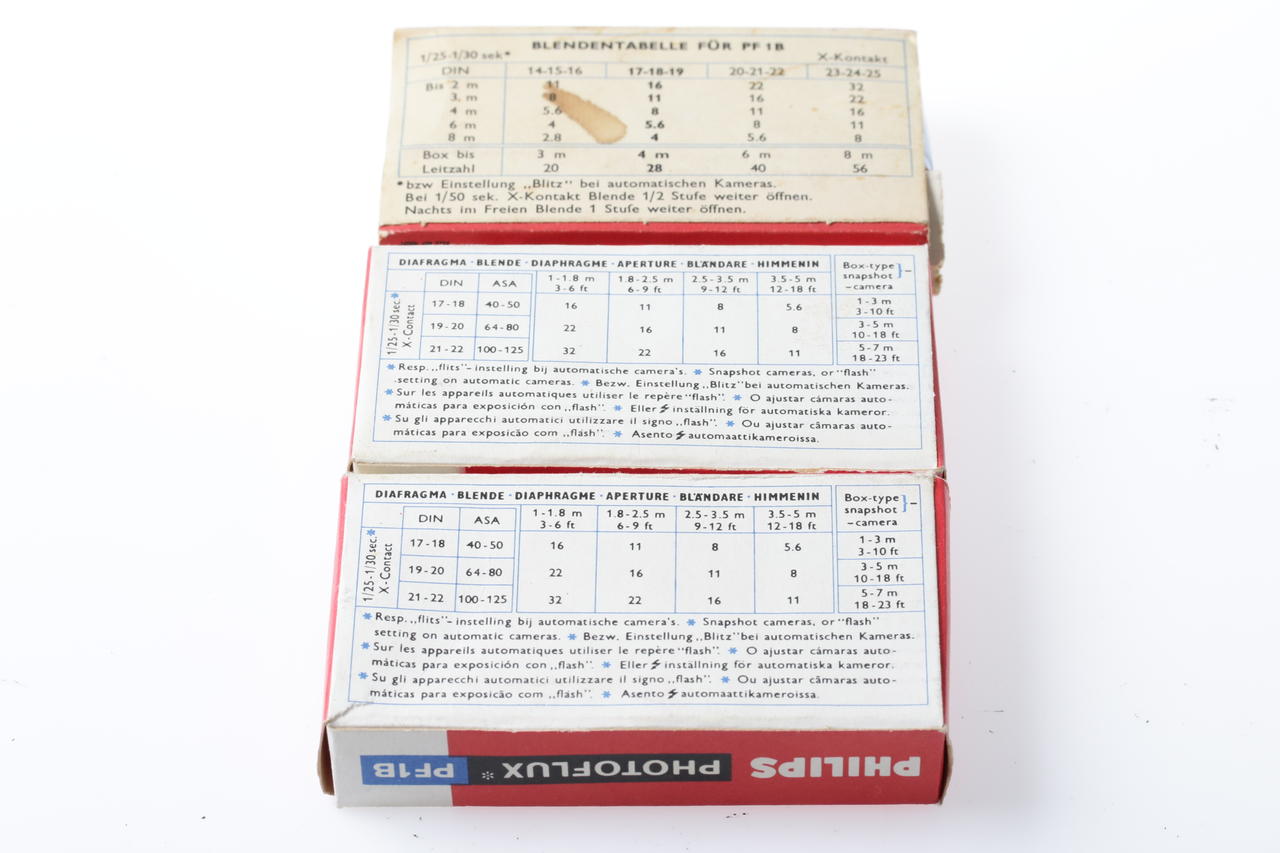 BLENDENTABELLE FÜR PF 1B
1/25-1/30 sek* X-Kontakt
DIN 14-15-16 17-18-19 20-21-22 23-24-25
Bis 2 m 11 16 22 32
3 m 8 11 16 22
4 m 5.6 8 11 16
6 m 4 5.6 8 11
8 m 2.8 4 5.6 8
Box bis 3 m 4 m 6 m 8 m
Leitzahl 20 28 40 56
*bzw Einstellung „Blitz" bei automatischen Kameras.
Bei 1/50 sek. X-Kontakt Blende 1/2 Stufe weiter öffnen.
Nachts im Freien Blende 1 Stufe weiter öffnen.
DIAFRAGMA · BLENDE · DIAPHRAGME · APERTURE · BLÄNDARE · HIMMENIN
Box-type
snapshot } –
–camera
1/25-1/30 sec.*
X-Contact
DIN ASA 1-1.8 m 1.8-2.5 m 2.5-3.5 m 3.5-5 m
3-6 ft 6-9 ft 9-12 ft 12-18 ft
17-18 40-50 16 11 8 5.6 1-3 m
3-10 ft
19-20 64-80 22 16 11 8 3-5 m
10-18 ft
21-22 100-125 32 22 16 11 5-7 m
18-23 ft
* Resp. „flits"- instelling bij automatische camera's. * Snapshot cameras, or "flash"
setting on automatic cameras. * Bezw. Einstellung „Blitz" bei automatischen Kameras.
* Sur les appareils automatiques utiliser le repère "flash". * O ajustar cámaras auto-
máticas para exposición con „flash". * Eller ⚡ inställning för automatiska kameror.
* Su gli apparecchi automatici utilizzare il signo „flash". * Ou ajustar câmaras auto-
máticas para exposicão com „flásh". * Asento ⚡ automaattikameroissa.
DIAFRAGMA · BLENDE · DIAPHRAGME · APERTURE · BLÄNDARE · HIMMENIN
Box-type
snapshot } –
–camera
1/25-1/30 sec.*
X-Contact
DIN ASA 1-1.8 m 1.8-2.5 m 2.5-3.5 m 3.5-5 m
3-6 ft 6-9 ft 9-12 ft 12-18 ft
17-18 40-50 16 11 8 5.6 1-3 m
3-10 ft
19-20 64-80 22 16 11 8 3-5 m
10-18 ft
21-22 100-125 32 22 16 11 5-7 m
18-23 ft
* Resp. „flits"- instelling bij automatische camera's. * Snapshot cameras, or "flash"
setting on automatic cameras. * Bezw. Einstellung „Blitz" bei automatischen Kameras.
* Sur les appareils automatiques utiliser le repère "flash". * O ajustar cámaras auto-
máticas para exposición con „flash". * Eller ⚡ inställning för automatiska kameror.
* Su gli apparecchi automatici utilizzare il signo „flash". * Ou ajustar câmaras auto-
máticas para exposicão com „flásh". * Asento ⚡ automaattikameroissa.
PHILIPS PHOTOFLUX * PF1B